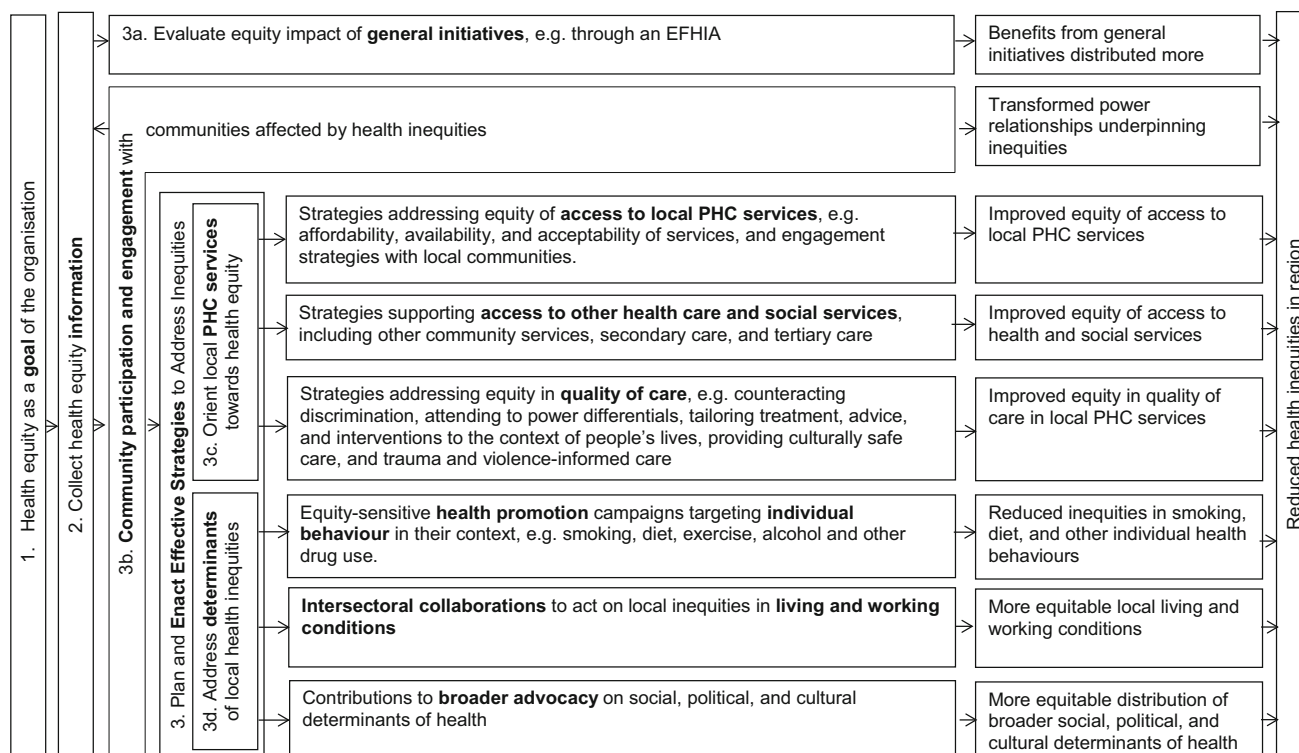 1. Health equity as a goal of the organisation
2. Collect health equity information
3a. Evaluate equity impact of general initiatives, e.g. through an EFHIA
Benefits from general
initiatives distributed more
3b. Community participation and engagement with
communities affected by health inequities
Transformed power
relationships underpinning
inequities
3. Plan and Enact Effective Strategies to Address Inequities
3c. Orient local PHC services
towards health equity
Strategies addressing equity of access to local PHC services, e.g.
affordability, availability, and acceptability of services, and engagement
strategies with local communities.
Improved equity of access to
local PHC services
Strategies supporting access to other health care and social services,
including other community services, secondary care, and tertiary care
Improved equity of access to
health and social services
Strategies addressing equity in quality of care, e.g. counteracting
discrimination, attending to power differentials, tailoring treatment, advice,
and interventions to the context of people's lives, providing culturally safe
care, and trauma and violence-informed care
Improved equity in quality of
care in local PHC services
3d. Address determinants
of local health inequities
Equity-sensitive health promotion campaigns targeting individual
behaviour in their context, e.g. smoking, diet, exercise, alcohol and other
drug use.
Reduced inequities in smoking,
diet, and other individual health
behaviours
Intersectoral collaborations to act on local inequities in living and working
conditions
More equitable local living and
working conditions
Contributions to broader advocacy on social, political, and cultural
determinants of health
More equitable distribution of
broader social, political, and
cultural determinants of health
Reduced health inequities in region